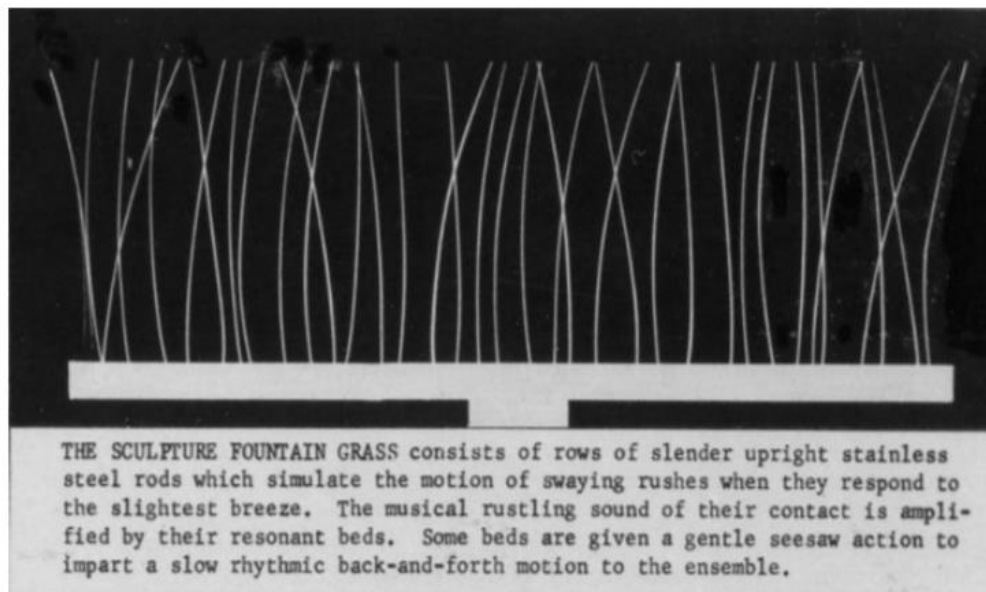 THE SCULPTURE FOUNTAIN GRASS consists of rows of slender upright stainless
steel rods which simulate the motion of swaying rushes when they respond to
the slightest breeze. The musical rustling sound of their contact is ampli-
fied by their resonant beds. Some beds are given a gentle seesaw action to
impart a slow rhythmic back-and-forth motion to the ensemble.